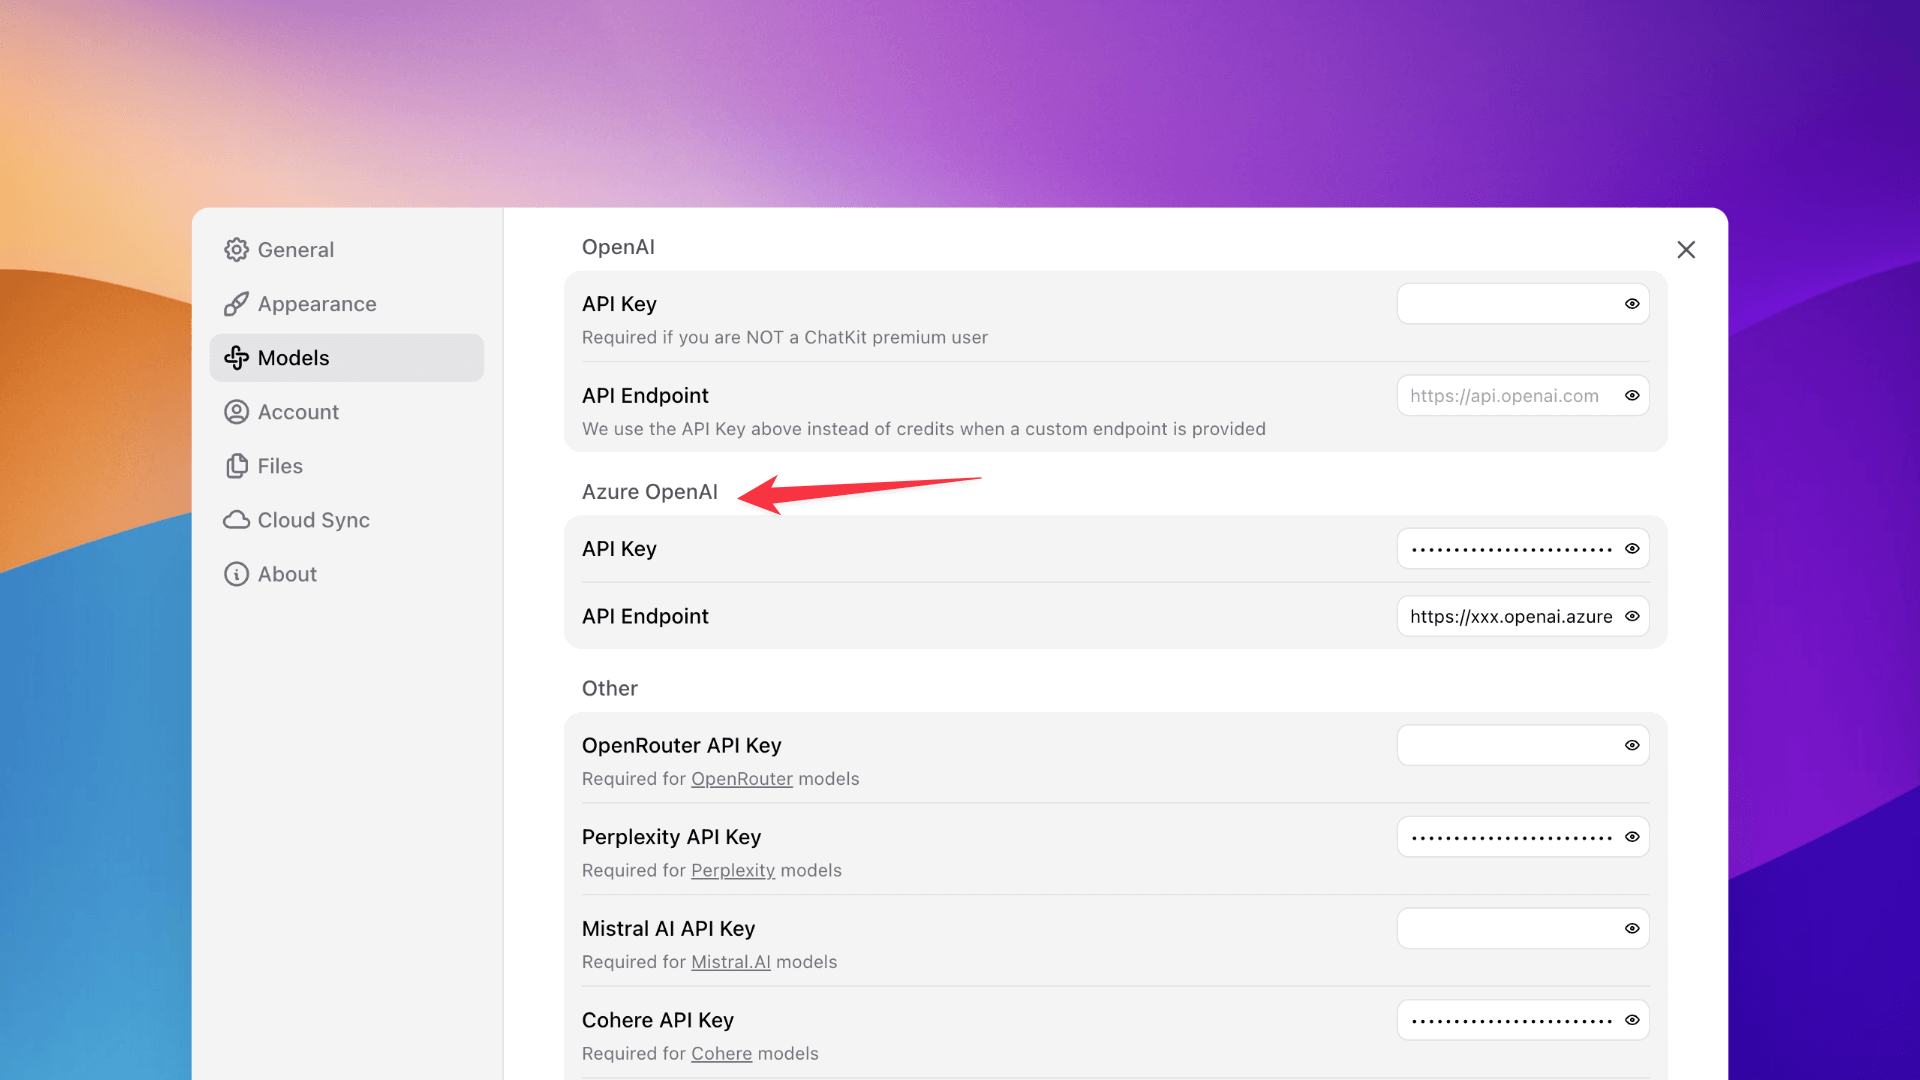 General
Appearance
Models
Account
Files
Cloud Sync
About
OpenAI
API Key
Required if you are NOT a ChatKit premium user
API Endpoint
https://api.openai.com
We use the API Key above instead of credits when a custom endpoint is provided
Azure OpenAI
API Key
API Endpoint
https://xxx.openai.azure
Other
OpenRouter API Key
Required for OpenRouter models
Perplexity API Key
Required for Perplexity models
Mistral AI API Key
Required for Mistral.AI models
Cohere API Key
Required for Cohere models